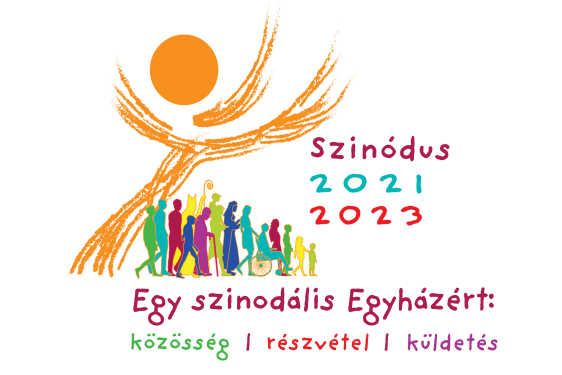 Szinódus
2021
2023
Egy szinodális Egyházért:
közösség | részvétel | küldetés